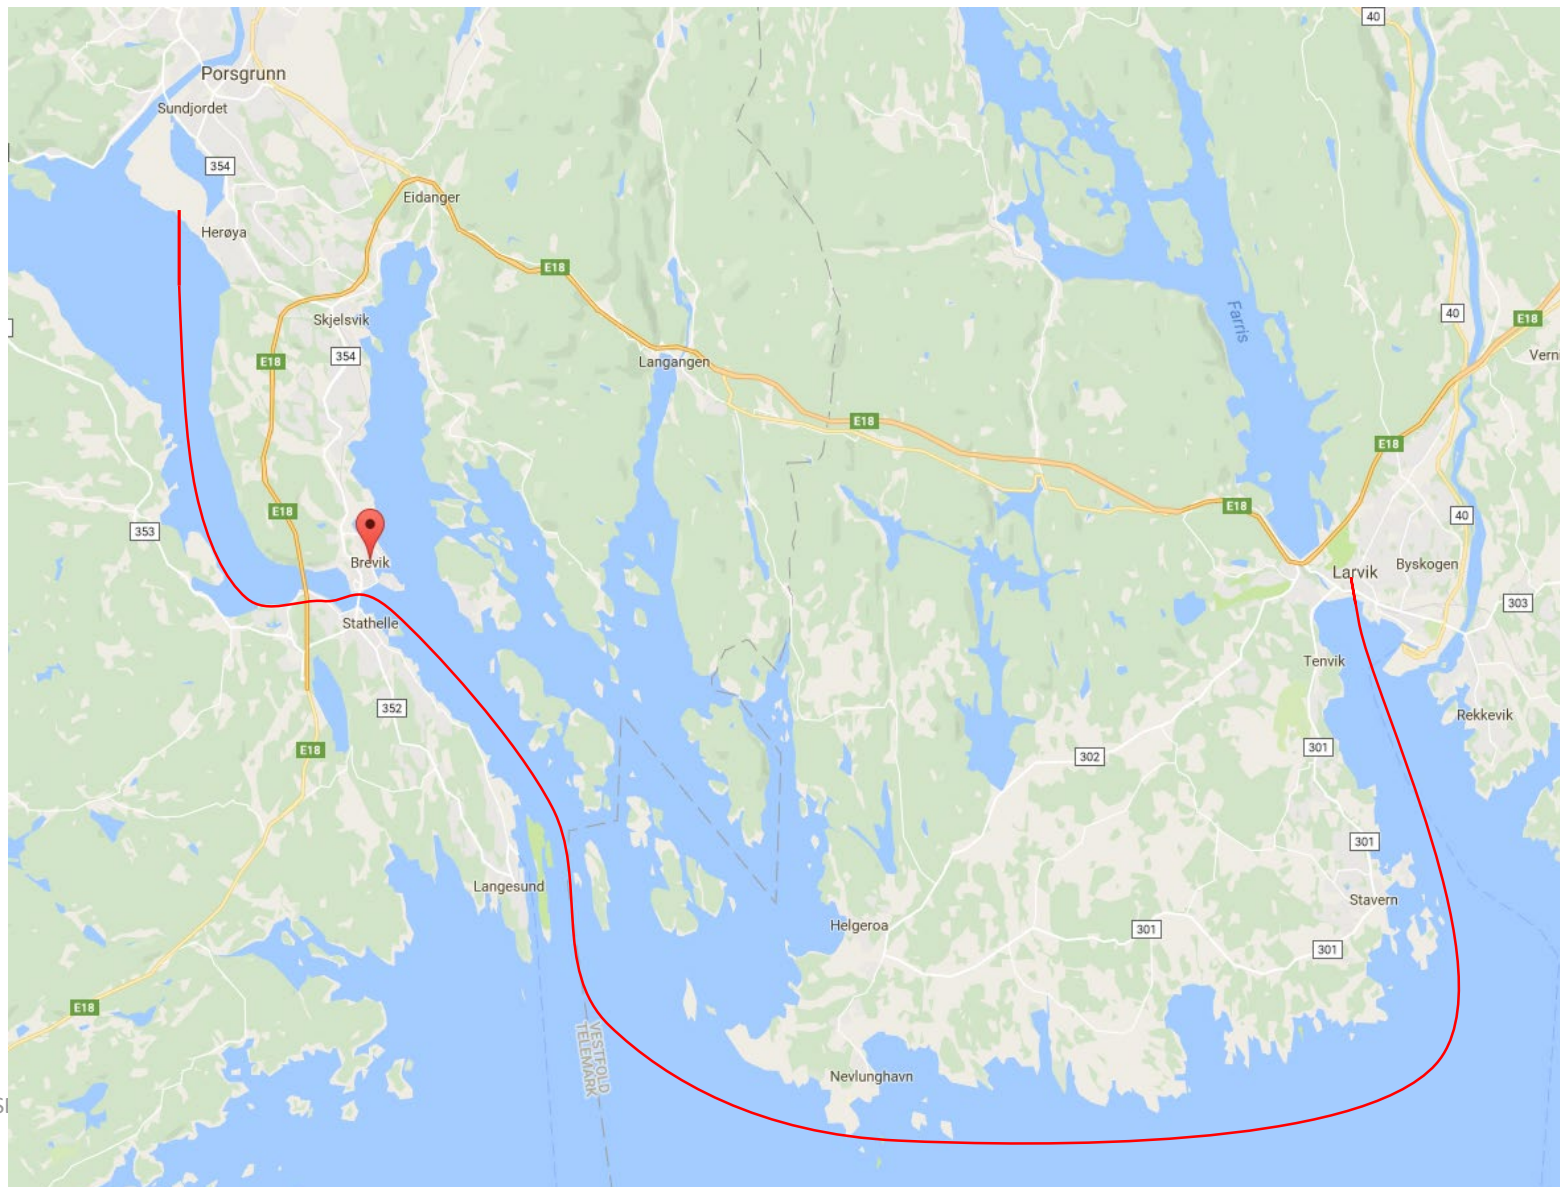 40
Porsgrunn
Sundjordet
354
Eidanger
Herøya
E18
Skjelsvik
354
E18
Langangen
Farris
40
E18
Vern
E18
E18
E18
E18
353
40
Brevik
Larvik
Byskogen
303
Stathelle
Tenvik
352
Rekkevik
E18
302
301
301
Langesund
Stavern
Helgeroa
301
301
E18
VESTFOLD
TELEMARK
Nevlunghavn